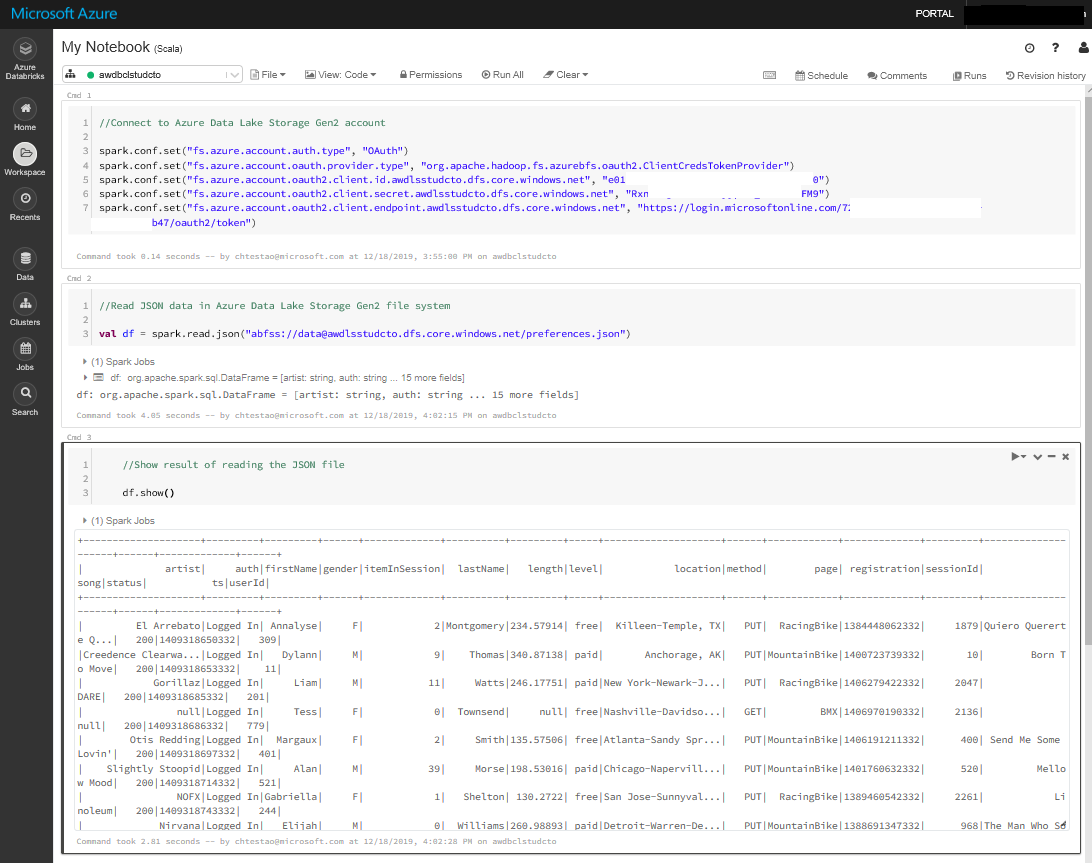 Microsoft Azure
PORTAL
Azure
Databricks
Home
Workspace
Recents
Data
Clusters
Jobs
Search
My Notebook (Scala)
awdbclstudcto File View: Code Permissions Run All Clear Schedule Comments Runs Revision history
Cmd 1
1 //Connect to Azure Data Lake Storage Gen2 account
2
3 spark.conf.set("fs.azure.account.auth.type", "OAuth")
4 spark.conf.set("fs.azure.account.oauth.provider.type", "org.apache.hadoop.fs.azurebfs.oauth2.ClientCredsTokenProvider")
5 spark.conf.set("fs.azure.account.oauth2.client.id.awdlsstudcto.dfs.core.windows.net", "e01 0")
6 spark.conf.set("fs.azure.account.oauth2.client.secret.awdlsstudcto.dfs.core.windows.net", "Rxn FM9")
7 spark.conf.set("fs.azure.account.oauth2.client.endpoint.awdlsstudcto.dfs.core.windows.net", "https://login.microsoftonline.com/72
b47/oauth2/token")
Command took 0.14 seconds -- by chtestao@microsoft.com at 12/18/2019, 3:55:00 PM on awdbclstudcto
Cmd 2
1 //Read JSON data in Azure Data Lake Storage Gen2 file system
2
3 val df = spark.read.json("abfss://data@awdlsstudcto.dfs.core.windows.net/preferences.json")
(1) Spark Jobs
df: org.apache.spark.sql.DataFrame = [artist: string, auth: string ... 15 more fields]
df: org.apache.spark.sql.DataFrame = [artist: string, auth: string ... 15 more fields]
Command took 4.05 seconds -- by chtestao@microsoft.com at 12/18/2019, 4:02:15 PM on awdbclstudcto
Cmd 3
1 //Show result of reading the JSON file
2
3 df.show()
(1) Spark Jobs
| artist| auth|firstName|gender|itemInSession| lastName| length|level| location|method| page| registration|sessionId|
song|status| ts|userId|
| El Arrebato|Logged In| Annalyse| F| 2|Montgomery|234.57914| free| Killeen-Temple, TX| PUT| RacingBike|1384448062332| 1879|Quiero Querert
e Q...| 200|1409318650332| 309|
|Creedence Clearwa...|Logged In| Dylann| M| 9| Thomas|340.87138| paid| Anchorage, AK| PUT|MountainBike|1400723739332| 10| Born T
o Move| 200|1409318653332| 11|
| Gorillaz|Logged In| Liam| M| 11| Watts|246.17751| paid|New York-Newark-J...| PUT| RacingBike|1406279422332| 2047|
DARE| 200|1409318685332| 201|
| null|Logged In| Tess| F| 0| Townsend| null| free|Nashville-Davidso...| GET| BMX|1406970190332| 2136|
null| 200|1409318686332| 779|
| Otis Redding|Logged In| Margaux| F| 2| Smith|135.57506| free|Atlanta-Sandy Spr...| PUT|MountainBike|1406191211332| 400| Send Me Some
Lovin'| 200|1409318697332| 401|
| Slightly Stoopid|Logged In| Alan| M| 39| Morse|198.53016| paid|Chicago-Napervill...| PUT|MountainBike|1401760632332| 520| Mello
w Mood| 200|1409318714332| 521|
| NOFX|Logged In|Gabriella| F| 1| Shelton| 130.2722| free|San Jose-Sunnyval...| PUT| RacingBike|1389460542332| 2261| Li
noleum| 200|1409318743332| 244|
| Nirvana|Logged In| Elijah| M| 0| Williams|260.98893| paid|Detroit-Warren-De...| PUT|MountainBike|1388691347332| 968|The Man Who So
Command took 2.81 seconds -- by chtestao@microsoft.com at 12/18/2019, 4:02:28 PM on awdbclstudcto